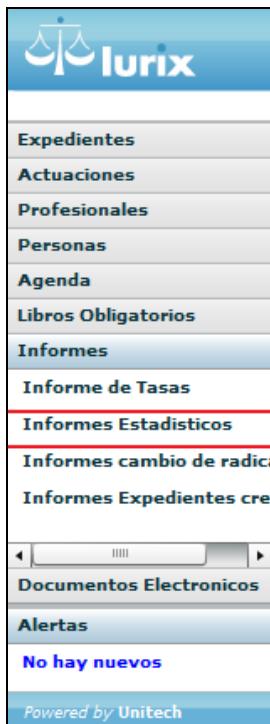 lurix
Expedientes
Actuaciones
Profesionales
Personas
Agenda
Libros Obligatorios
Informes
Informe de Tasas
Informes Estadisticos
Informes cambio de radica
Informes Expedientes cre
Documentos Electronicos
Alertas
No hay nuevos
Powered by Unitech